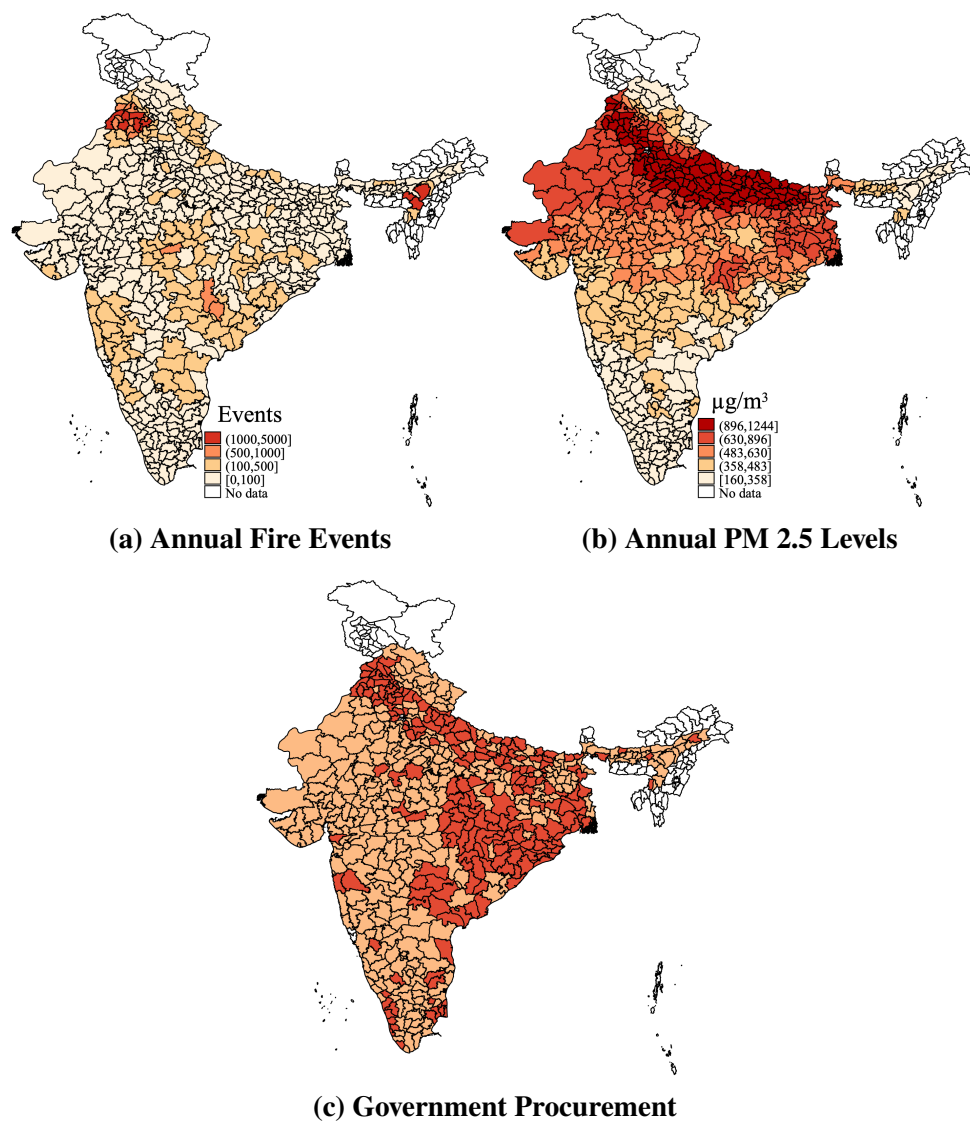 Events
(1000,5000]
(500,1000]
(100,500]
[0,100]
No data
(a) Annual Fire Events
µg/m³
(896,1244]
(630,896]
(483,630]
(358,483]
[160,358]
No data
(b) Annual PM 2.5 Levels
(c) Government Procurement